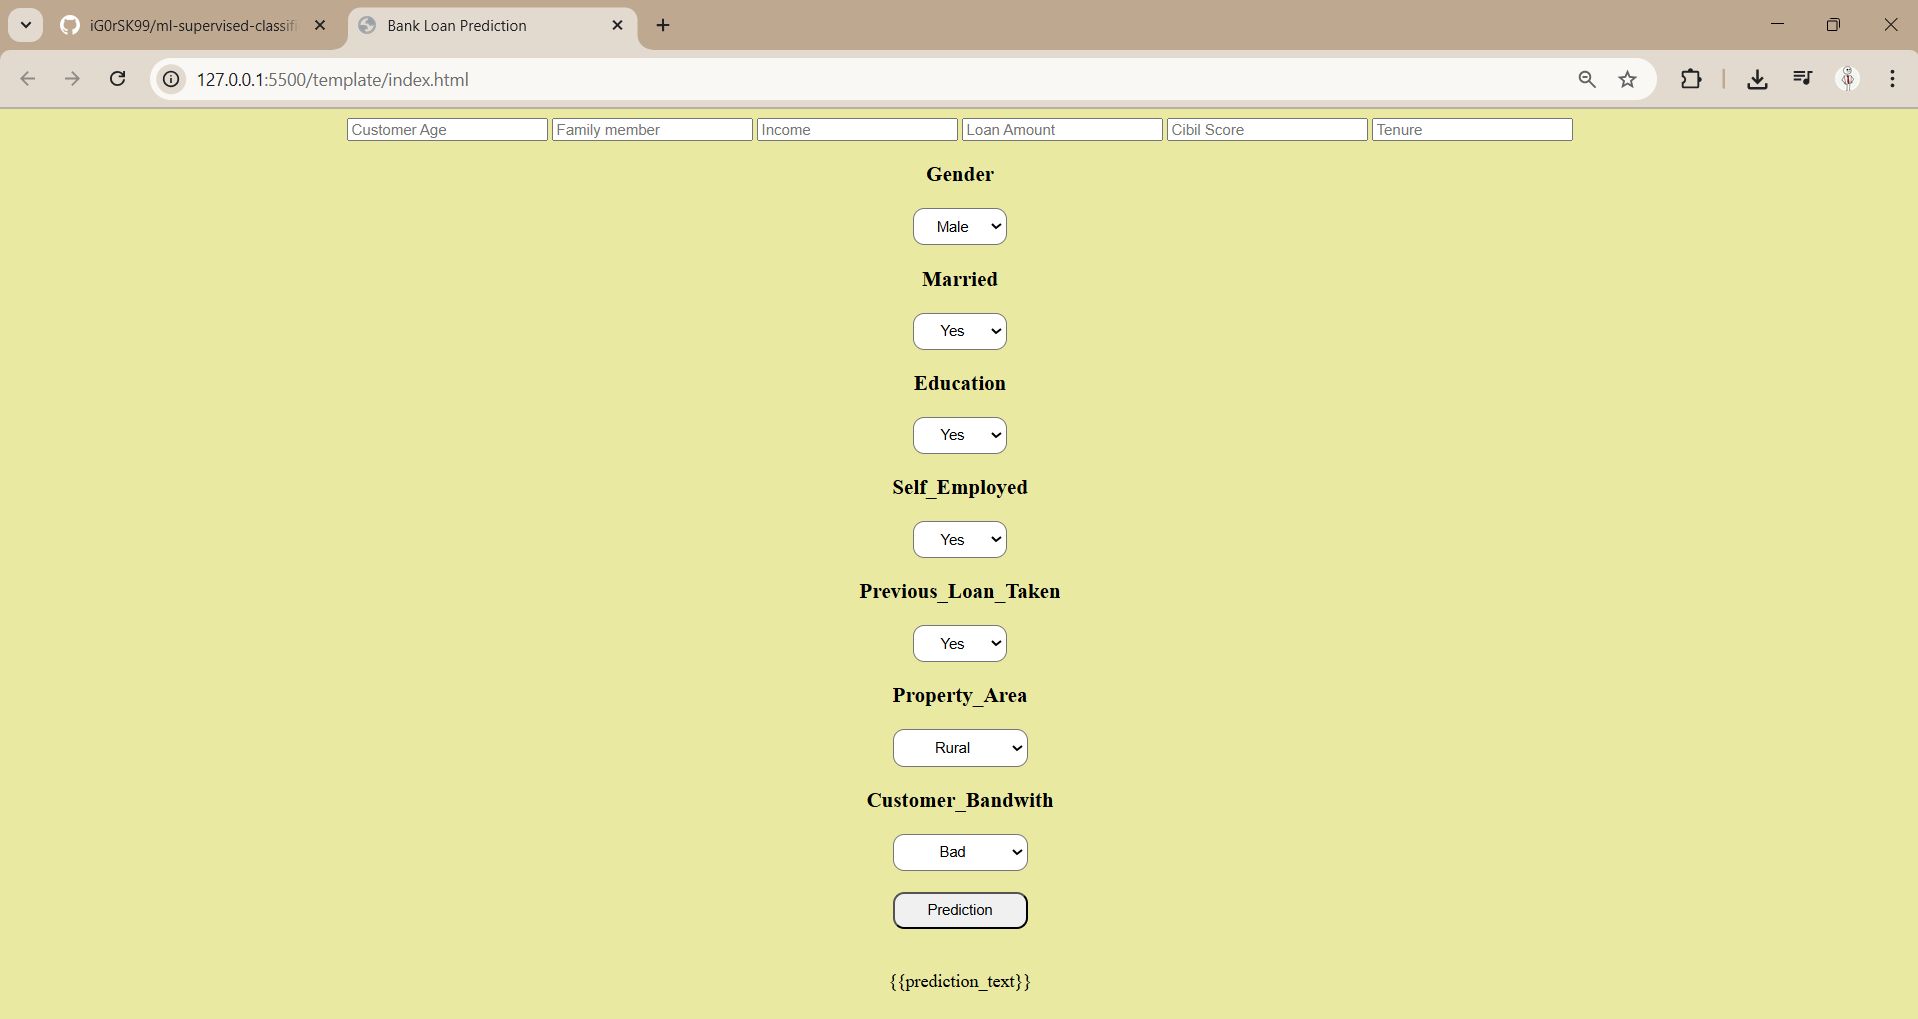 iG0rSK99/ml-supervised-classifi
Bank Loan Prediction
127.0.0.1:5500/template/index.html
Customer Age Family member Income Loan Amount Cibil Score Tenure
Gender
Male
Married
Yes
Education
Yes
Self_Employed
Yes
Previous_Loan_Taken
Yes
Property_Area
Rural
Customer_Bandwith
Bad
Prediction
{{prediction_text}}